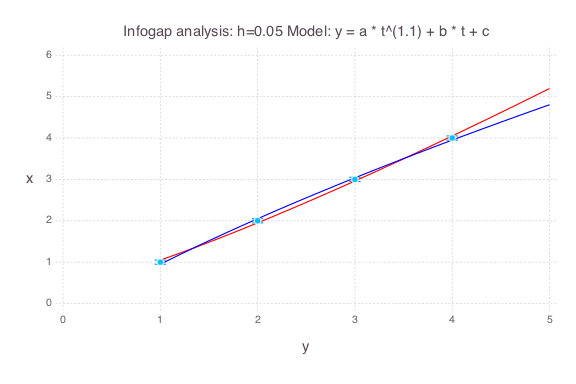 Infogap analysis: h=0.05 Model: y = a * t^(1.1) + b * t + c
6
5
4
x
3
2
1
0
0 1 2 3 4 5
y